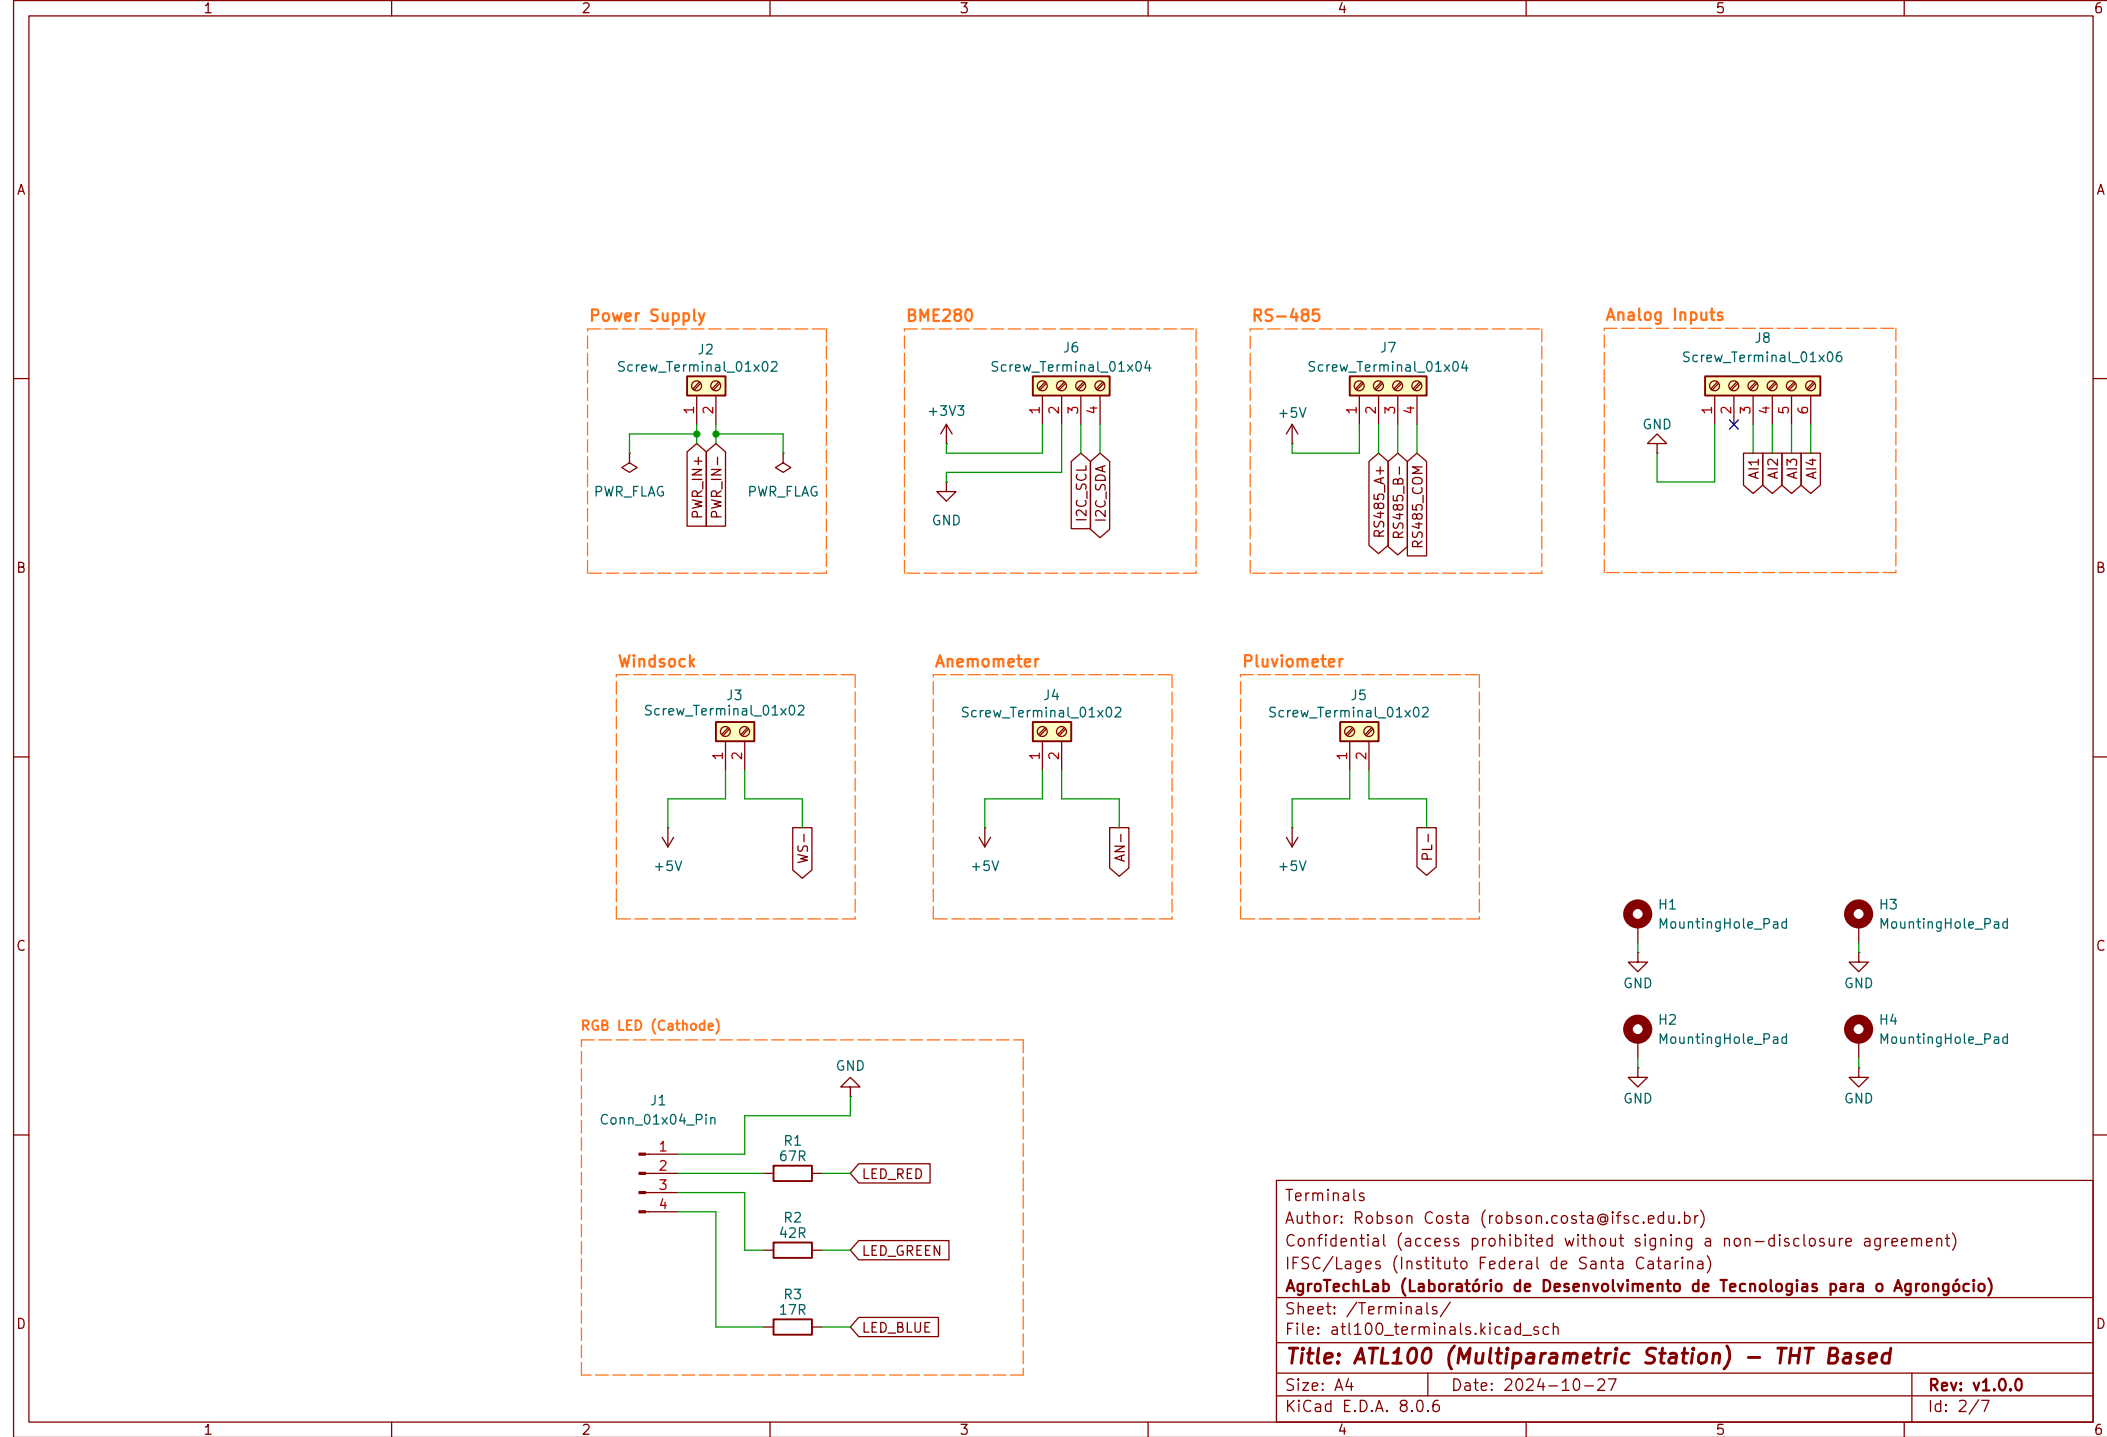 1 2 3 4 5 6
A A
Power Supply
J2
Screw_Terminal_01x02
1 2
PWR_FLAG
PWR_IN+
PWR_IN-
PWR_FLAG
BME280
J6
Screw_Terminal_01x04
+3V3
1 2 3 4
GND
I2C_SCL
I2C_SDA
RS-485
J7
Screw_Terminal_01x04
+5V
1 2 3 4
RS485_A+
RS485_B-
RS485_COM
Analog Inputs
J8
Screw_Terminal_01x06
GND
1 2 3 4 5 6
AI1
AI2
AI3
AI4
B B
Windsock
J3
Screw_Terminal_01x02
1 2
+5V
WS-
Anemometer
J4
Screw_Terminal_01x02
1 2
+5V
AN-
Pluviometer
J5
Screw_Terminal_01x02
1 2
+5V
PL-
H1
MountingHole_Pad
GND
H3
MountingHole_Pad
GND
C C
H2
MountingHole_Pad
GND
H4
MountingHole_Pad
GND
RGB LED (Cathode)
GND
J1
Conn_01x04_Pin
1
2
3
4
R1
67R
LED_RED
R2
42R
LED_GREEN
R3
17R
LED_BLUE
D D
Terminals
Author: Robson Costa (robson.costa@ifsc.edu.br)
Confidential (access prohibited without signing a non-disclosure agreement)
IFSC/Lages (Instituto Federal de Santa Catarina)
AgroTechLab (Laboratório de Desenvolvimento de Tecnologias para o Agrongócio)
Sheet: /Terminals/
File: atl100_terminals.kicad_sch
Title: ATL100 (Multiparametric Station) - THT Based
Size: A4 Date: 2024-10-27 Rev: v1.0.0
KiCad E.D.A. 8.0.6 Id: 2/7
1 2 3 4 5 6